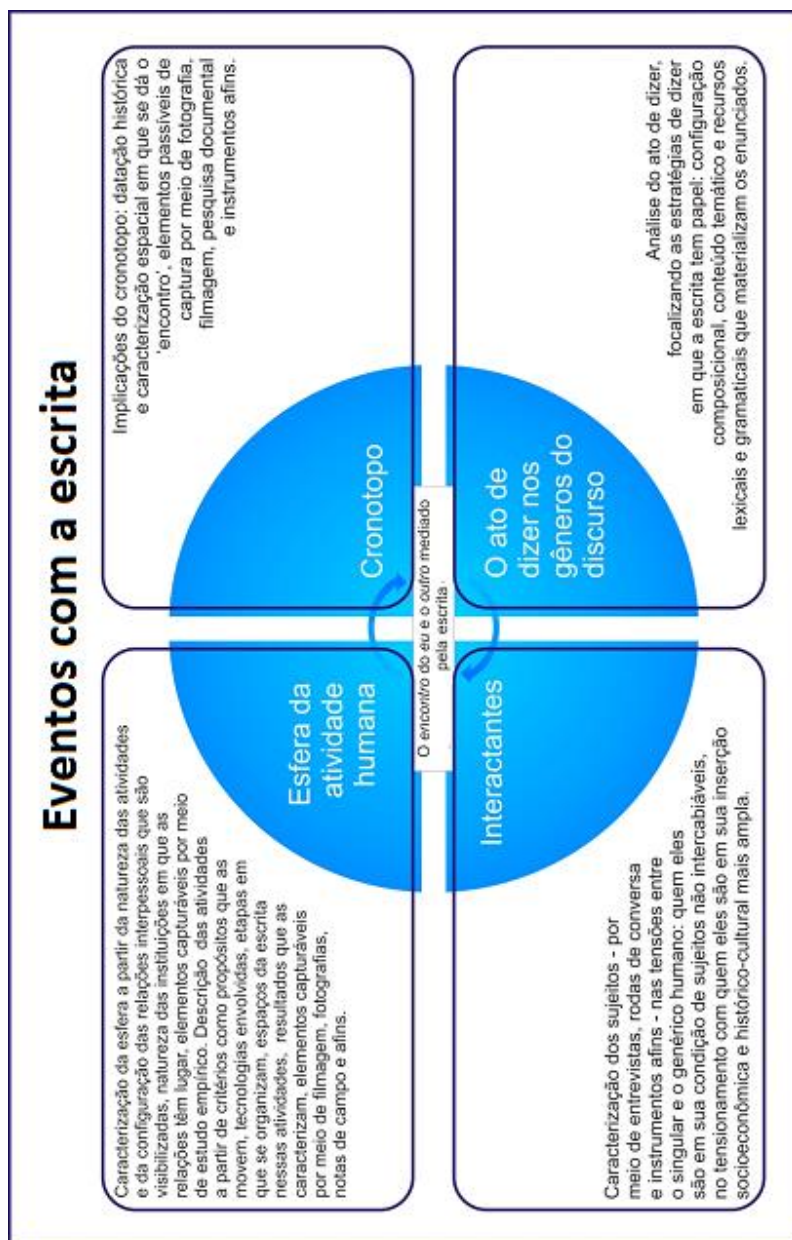 Eventos com a escrita
Caracterização da esfera a partir da natureza das atividades
e da configuração das relações interpessoais que são
visibilizadas, natureza das instituições em que as
relações têm lugar, elementos capturáveis por meio
de estudo empírico. Descrição das atividades
a partir de critérios como propósitos que as
movem, tecnologias envolvidas, etapas em
que se organizam, espaços da escrita
nessas atividades, resultados que as
caracterizam, elementos capturáveis
por meio de filmagem, fotografias,
notas de campo e afins.
Esfera da
atividade
humana
Implicações do cronotopo: datação histórica
e caracterização espacial em que se dá o
'encontro', elementos passíveis de
captura por meio de fotografia,
filmagem, pesquisa documental
e instrumentos afins.
Cronotopo
O encontro do eu e o outro mediado
pela escrita.
Interactantes
Caracterização dos sujeitos - por
meio de entrevistas, rodas de conversa
e instrumentos afins - nas tensões entre
o singular e o genérico humano: quem eles
são em sua condição de sujeitos não intercabiáveis,
no tensionamento com quem eles são em sua inserção
socioeconômica e histórico-cultural mais ampla.
O ato de
dizer nos
gêneros do
discurso
Análise do ato de dizer,
focalizando as estratégias de dizer
em que a escrita tem papel: configuração
composicional, conteúdo temático e recursos
lexicais e gramaticais que materializam os enunciados.